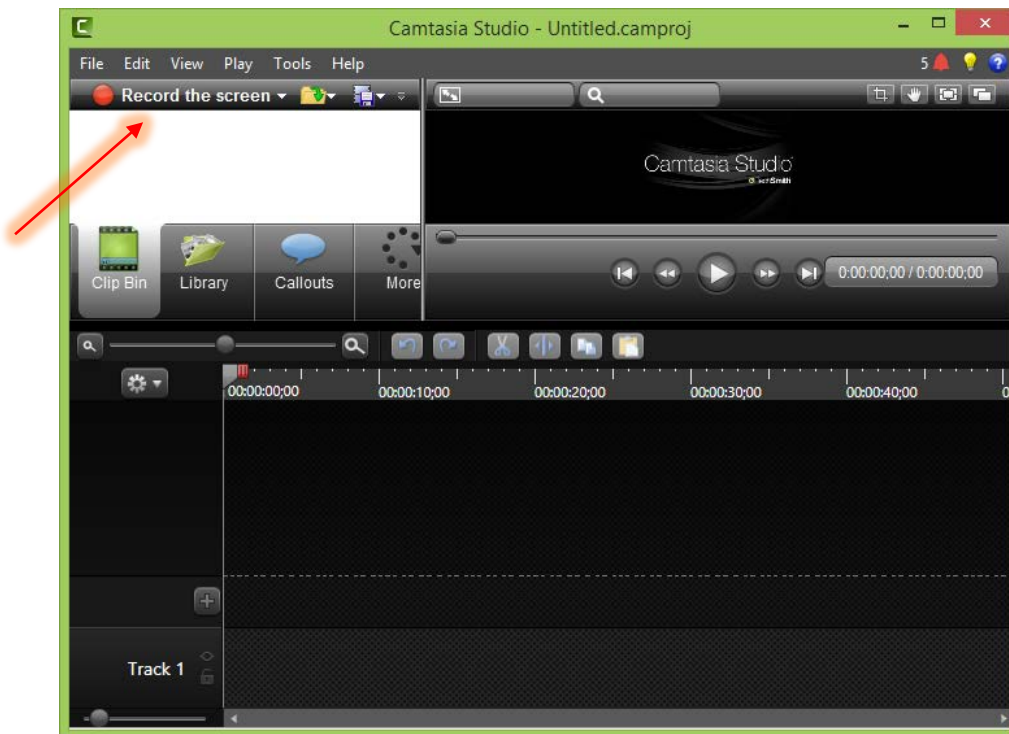 Camtasia Studio - Untitled.camproj
File Edit View Play Tools Help 5
Record the screen
Camtasia Studio
Clip Bin Library Callouts More
0:00:00;00 / 0:00:00;00
00:00:00;00 00:00:10;00 00:00:20;00 00:00:30;00 00:00:40;00 0
Track 1